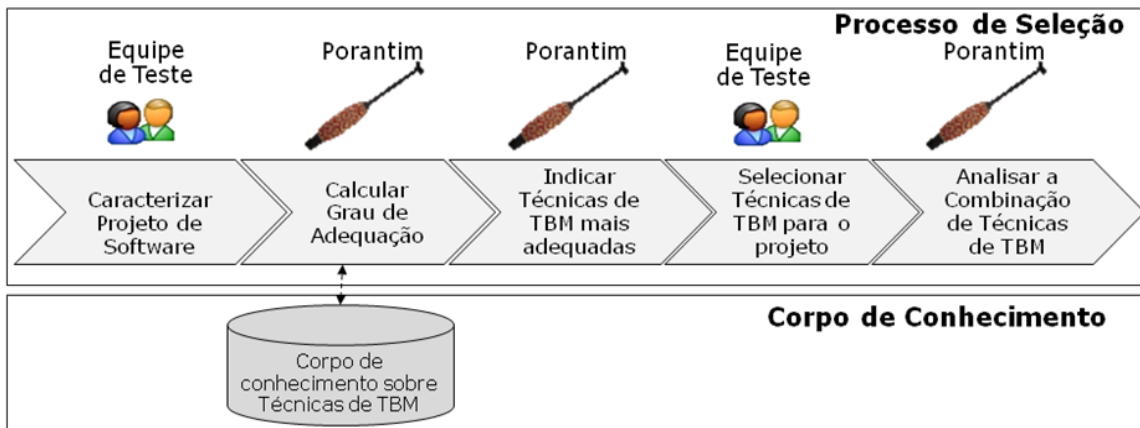 Processo de Seleção
Equipe
de Teste
Porantim
Porantim
Equipe
de Teste
Porantim
Caracterizar
Projeto de
Software
Calcular
Grau de
Adequação
Indicar
Técnicas de
TBM mais
adequadas
Selecionar
Técnicas de
TBM para o
projeto
Analisar a
Combinação
de Técnicas
de TBM
Corpo de Conhecimento
Corpo de
conhecimento sobre
Técnicas de TBM